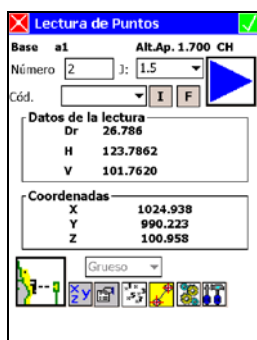 Lectura de Puntos
Base a1 Alt.Ap. 1.700 CH
Número 2 J: 1.5
Cód. I F
Datos de la lectura
Dr 26.786
H 123.7862
V 101.7620
Coordenadas
X 1024.938
Y 990.223
Z 100.958
Grueso
x y z